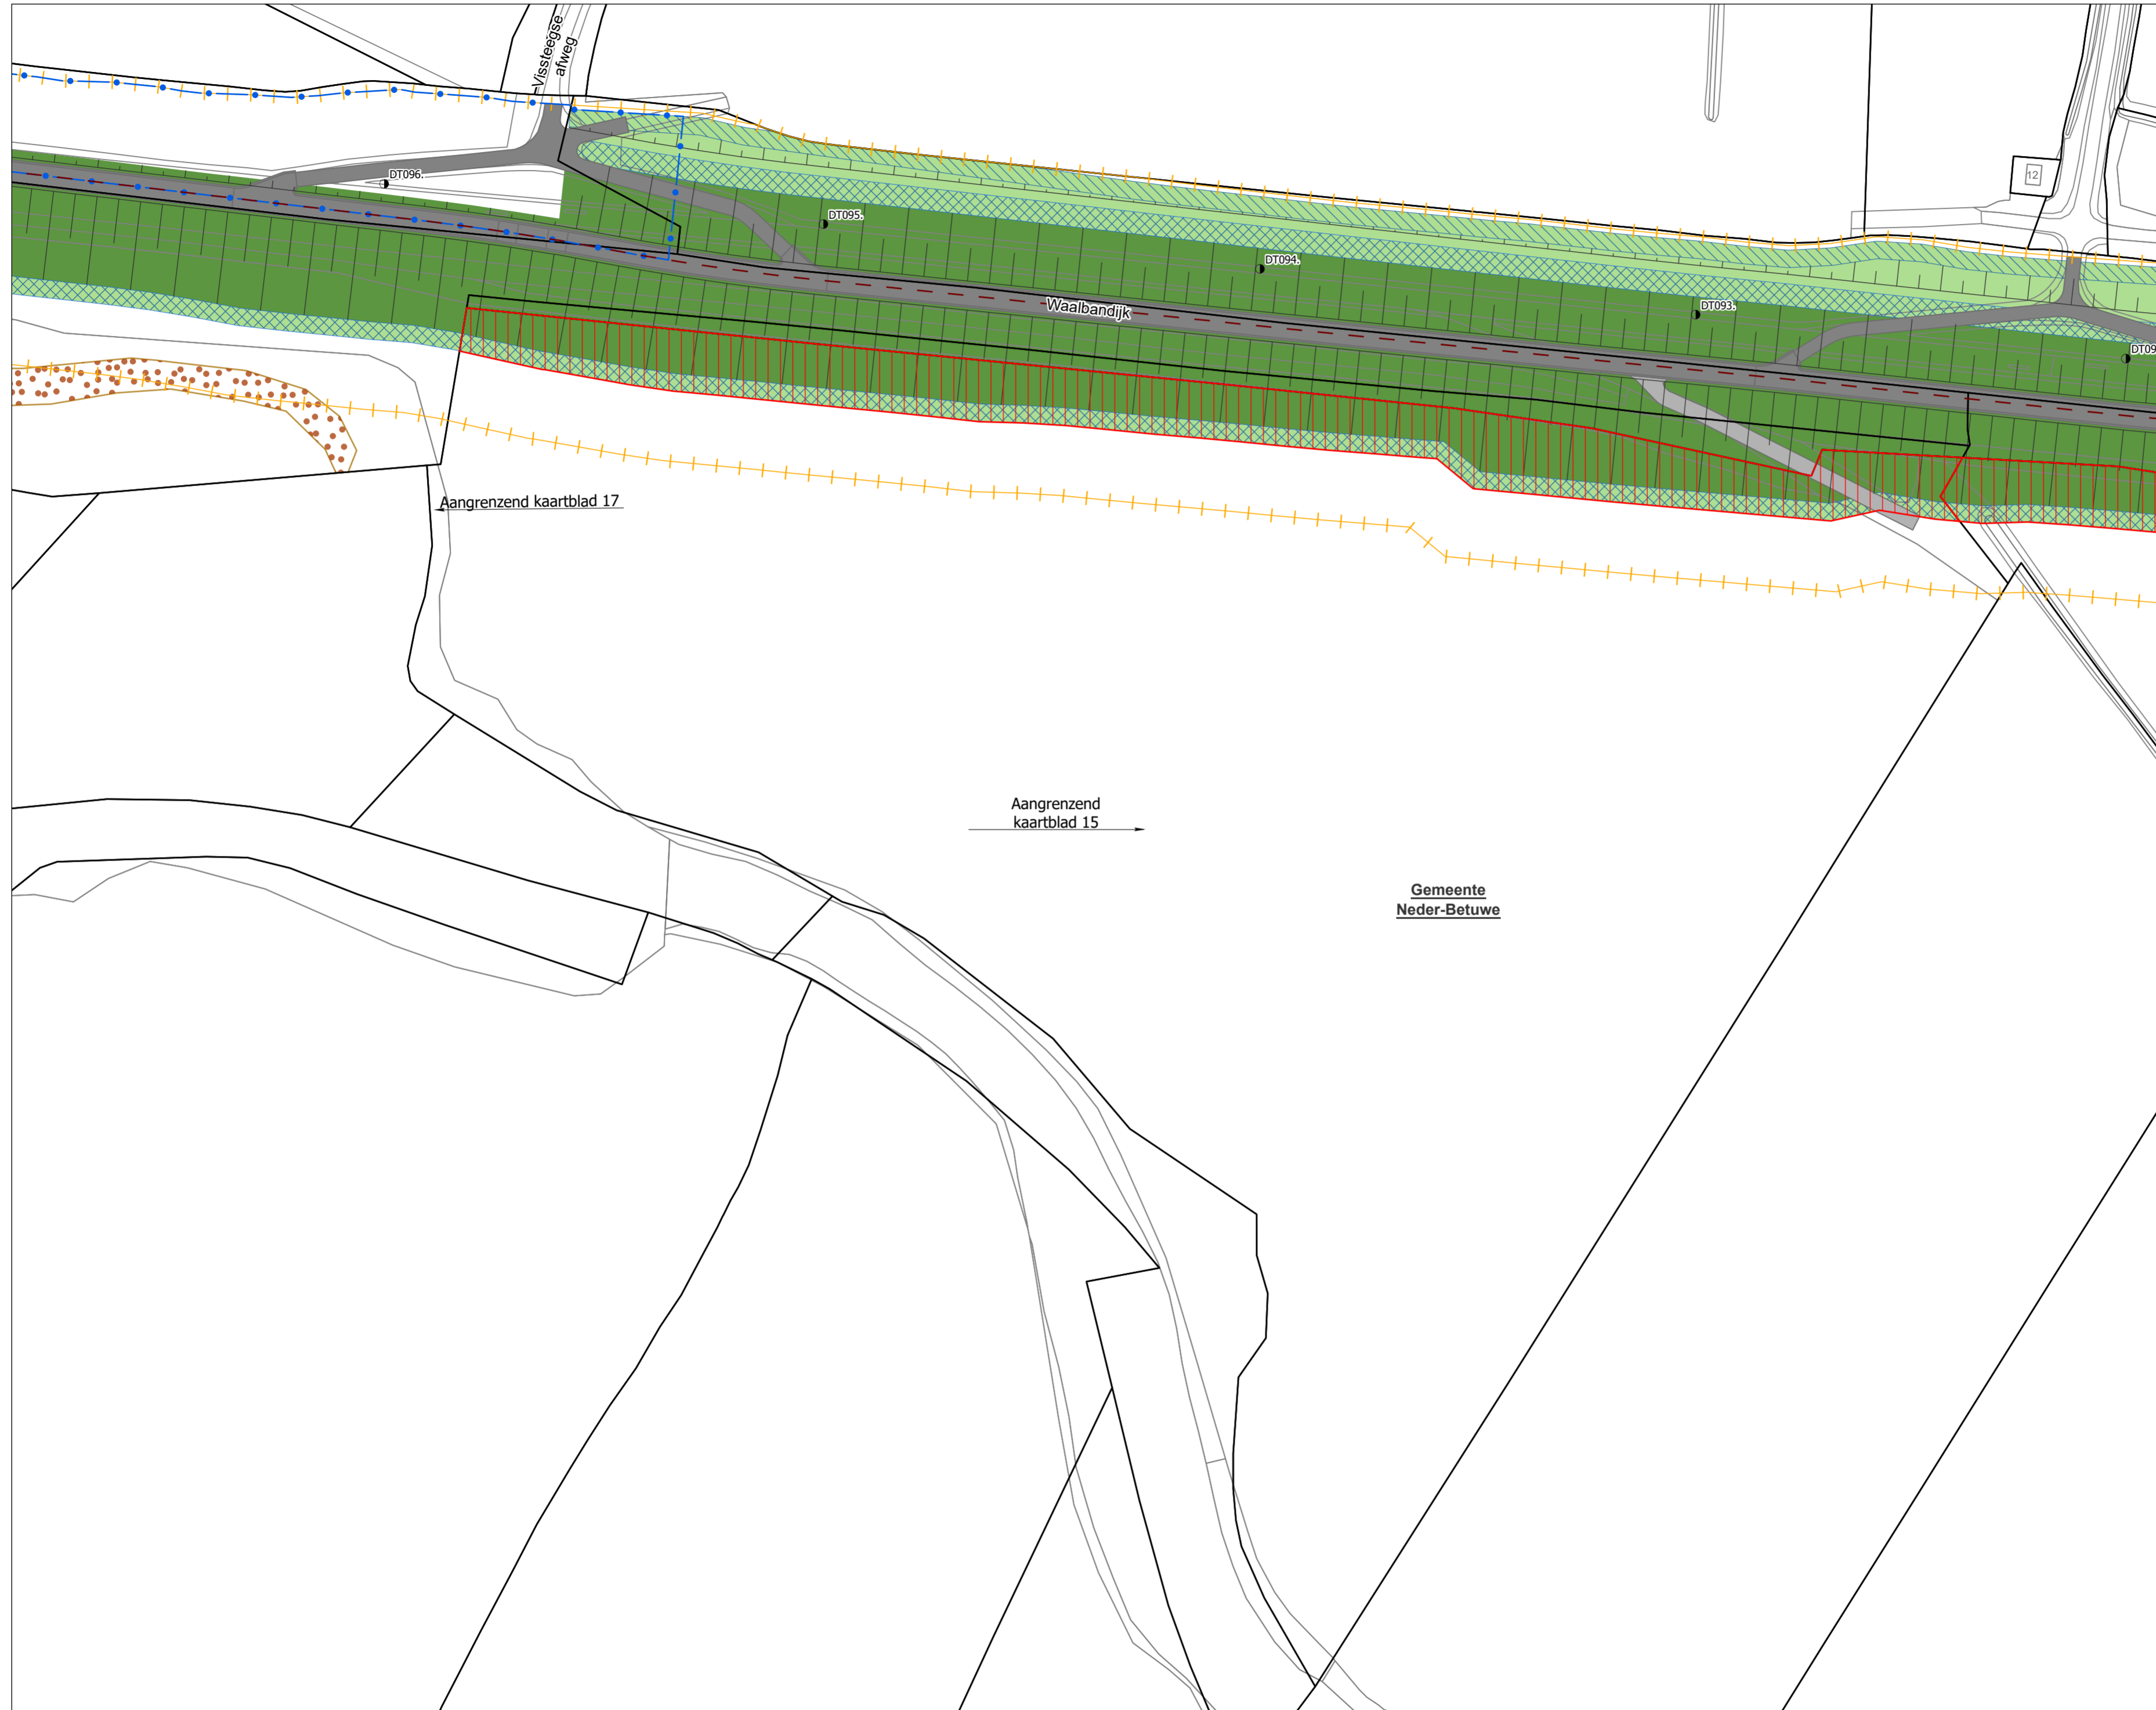 Vissteegse
afweg
DT096.
DT095.
DT094.
DT093.
Waalbandijk
12
DT09
Aangrenzend kaartblad 17
Aangrenzend
kaartblad 15
Gemeente
Neder-Betuwe